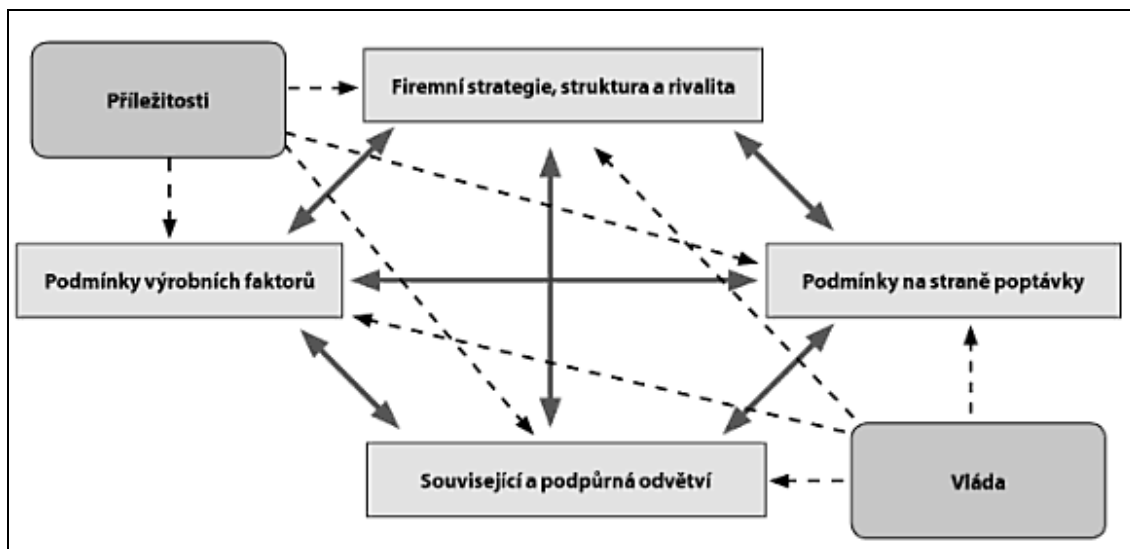 Příležitosti
Firemní strategie, struktura a rivalita
Podmínky výrobních faktorů
Podmínky na straně poptávky
Související a podpůrná odvětví
Vláda